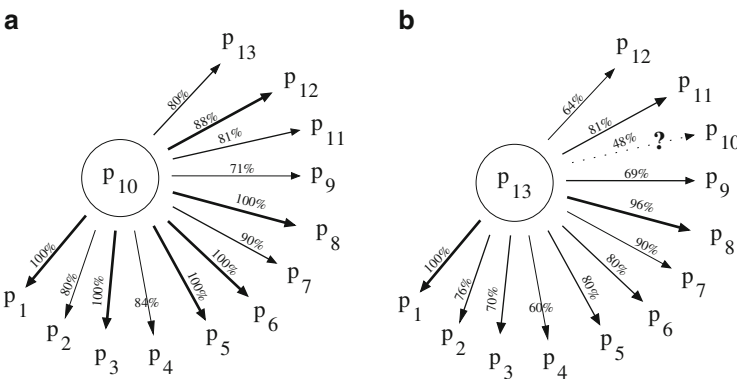 a
p13
80%
p12
88%
p11
81%
p9
71%
p10
p8
100%
p7
90%
p6
100%
p5
100%
p4
84%
p3
100%
p2
80%
p1
100%
b
p12
64%
p11
81%
p10
48%
?
p9
69%
p13
p8
96%
p7
90%
p6
80%
p5
80%
p4
60%
p3
70%
p2
76%
p1
100%